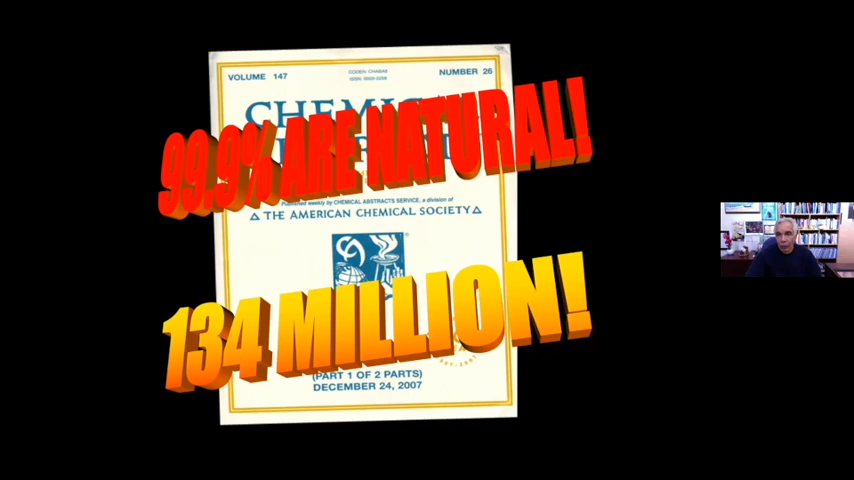 VOLUME 147
CODEN: CHABA8
ISSN: 0009-2258
NUMBER 26
99.9% ARE NATURAL!
Published weekly by CHEMICAL ABSTRACTS SERVICE, a division of
THE AMERICAN CHEMICAL SOCIETY
134 MILLION!
(PART 1 OF 2 PARTS)
DECEMBER 24, 2007